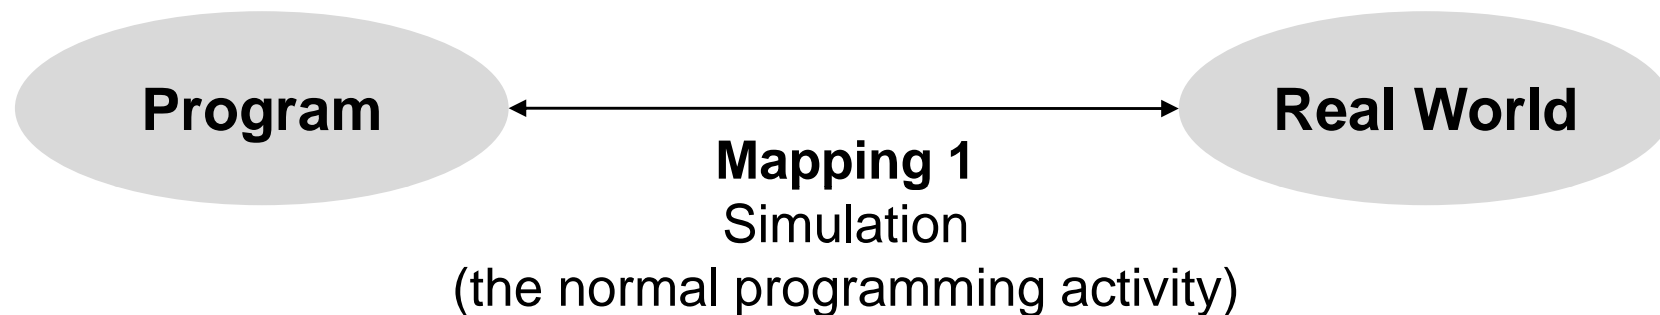 Program
Real World
Mapping 1
Simulation
(the normal programming activity)